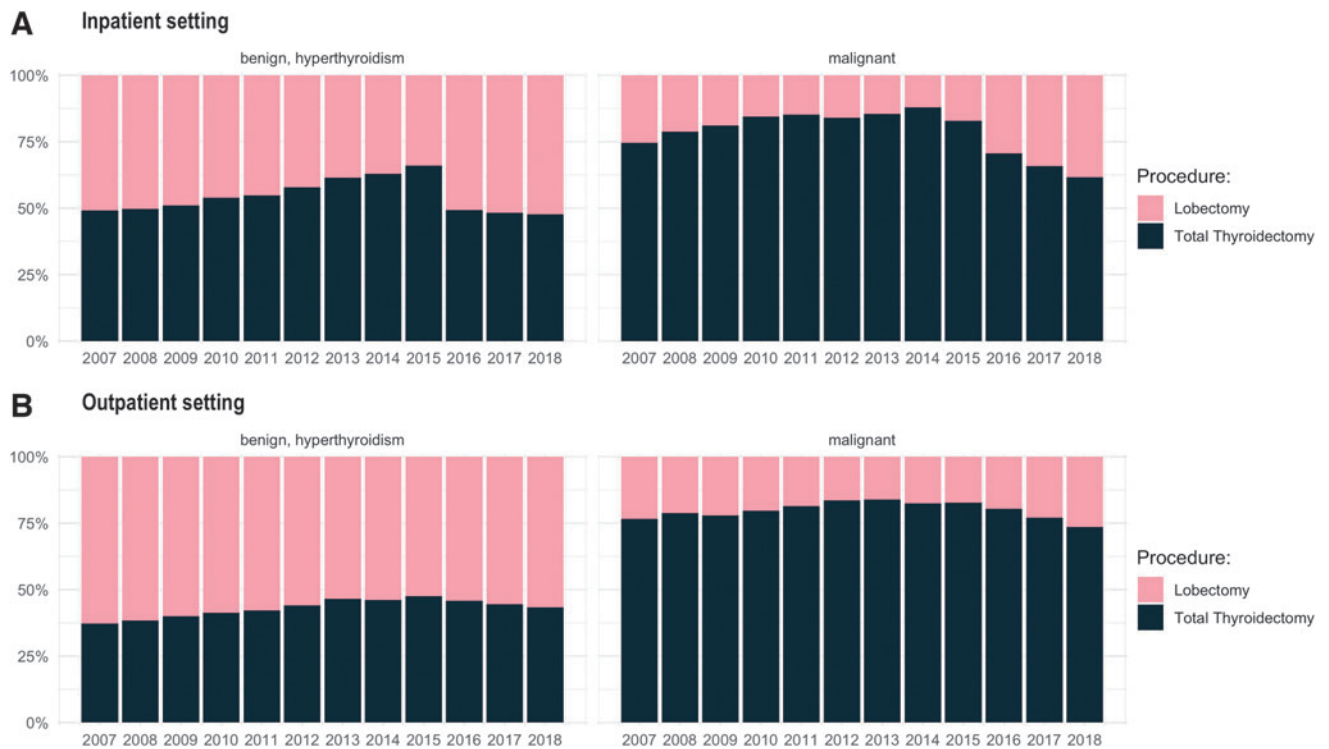 A Inpatient setting
benign, hyperthyroidism malignant
100%
75%
50%
25%
0%
2007 2008 2009 2010 2011 2012 2013 2014 2015 2016 2017 2018
2007 2008 2009 2010 2011 2012 2013 2014 2015 2016 2017 2018
Procedure:
Lobectomy
Total Thyroidectomy
B Outpatient setting
benign, hyperthyroidism malignant
100%
75%
50%
25%
0%
2007 2008 2009 2010 2011 2012 2013 2014 2015 2016 2017 2018
2007 2008 2009 2010 2011 2012 2013 2014 2015 2016 2017 2018
Procedure:
Lobectomy
Total Thyroidectomy